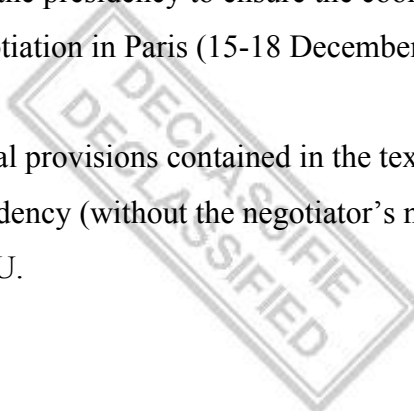 the presidency to ensure the
tiation in Paris (15-18 December
DECLASSIFIE
DECLASSIFIED
al provisions contained in the tex
dency (without the negotiator's
U.